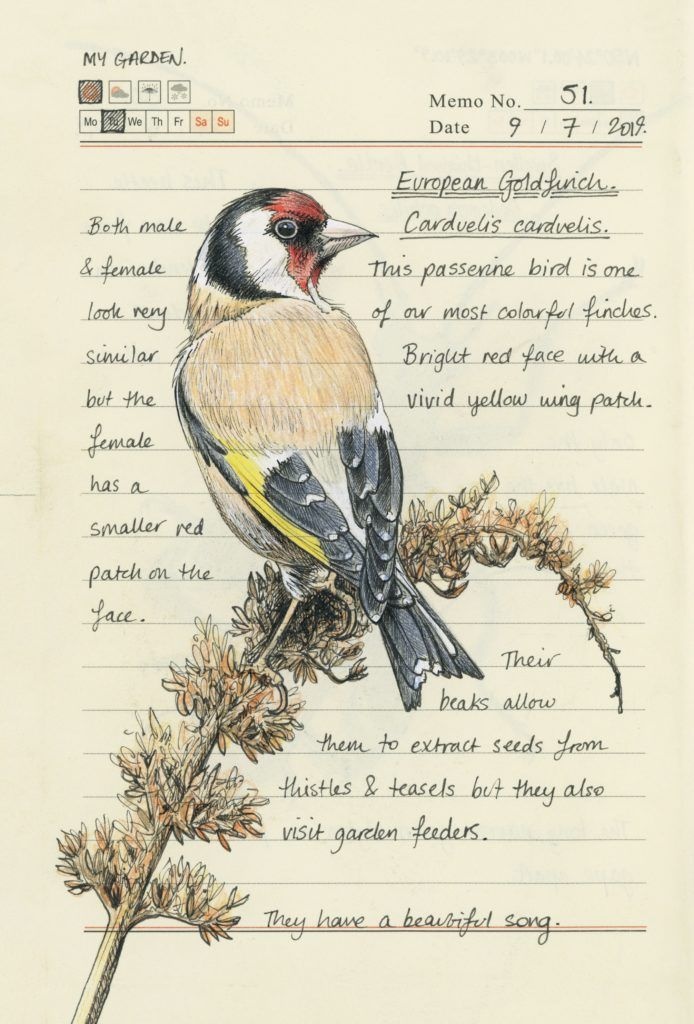 MY GARDEN.
Mo Tu We Th Fr Sa Su
Memo No. 51.
Date 9 / 7 / 2019.
European Goldfinch.
Carduelis carduelis.
This passerine bird is one
of our most colourful finches.
Bright red face with a
vivid yellow wing patch.
Both male
& female
look very
similar
but the
female
has a
smaller red
patch on the
face.
Their
beaks allow
them to extract seeds from
thistles & teasels but they also
visit garden feeders.
They have a beautiful song.